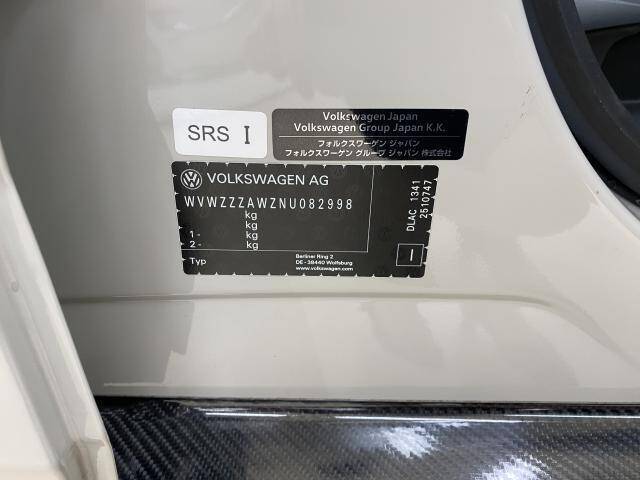 SRS I
Volkswagen Japan
Volkswagen Group Japan K.K.
フォルクスワーゲン ジャパン
フォルクスワーゲン グループ ジャパン 株式会社
VOLKSWAGEN AG
WVWZZZAWZNU082998
kg
kg
1 - kg
2 - kg
Typ
Berliner Ring 2
DE - 38440 Wolfsburg
www.volkswagen.com
DLAC 1341
2510747
I